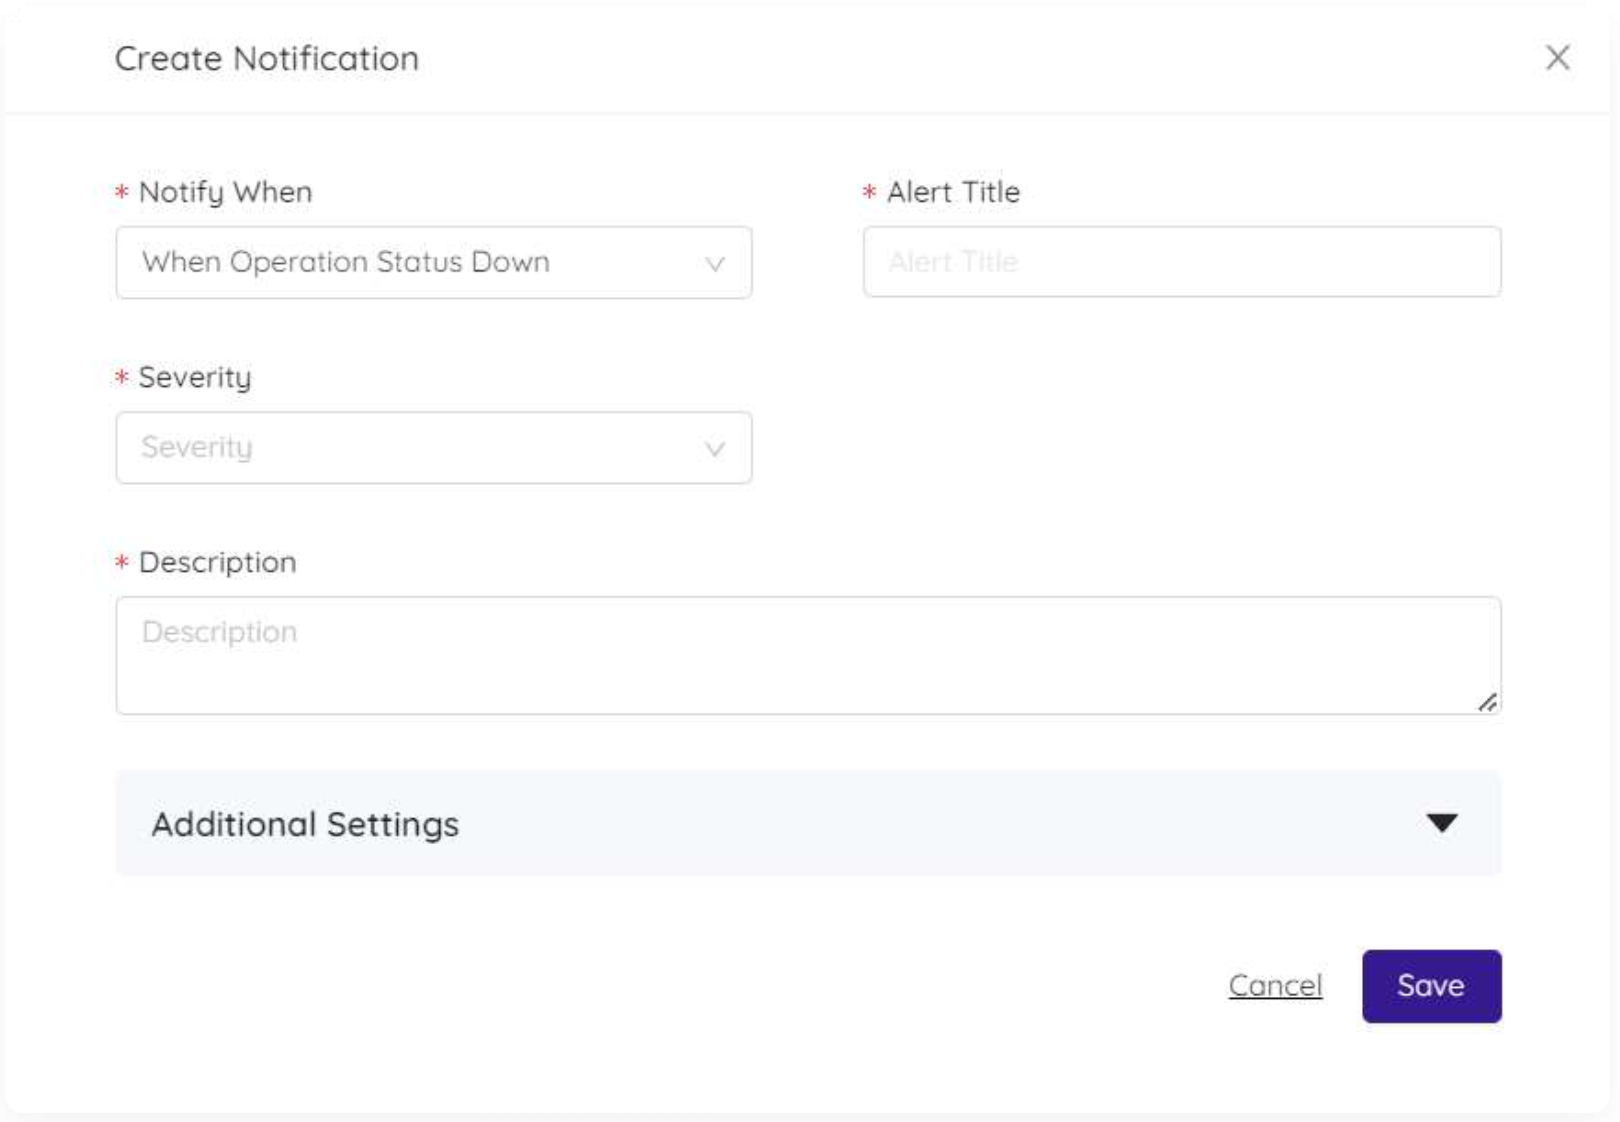 Create Notification
* Notify When
When Operation Status Down
* Alert Title
Alert Title
* Severity
Severity
* Description
Description
Additional Settings
Cancel
Save